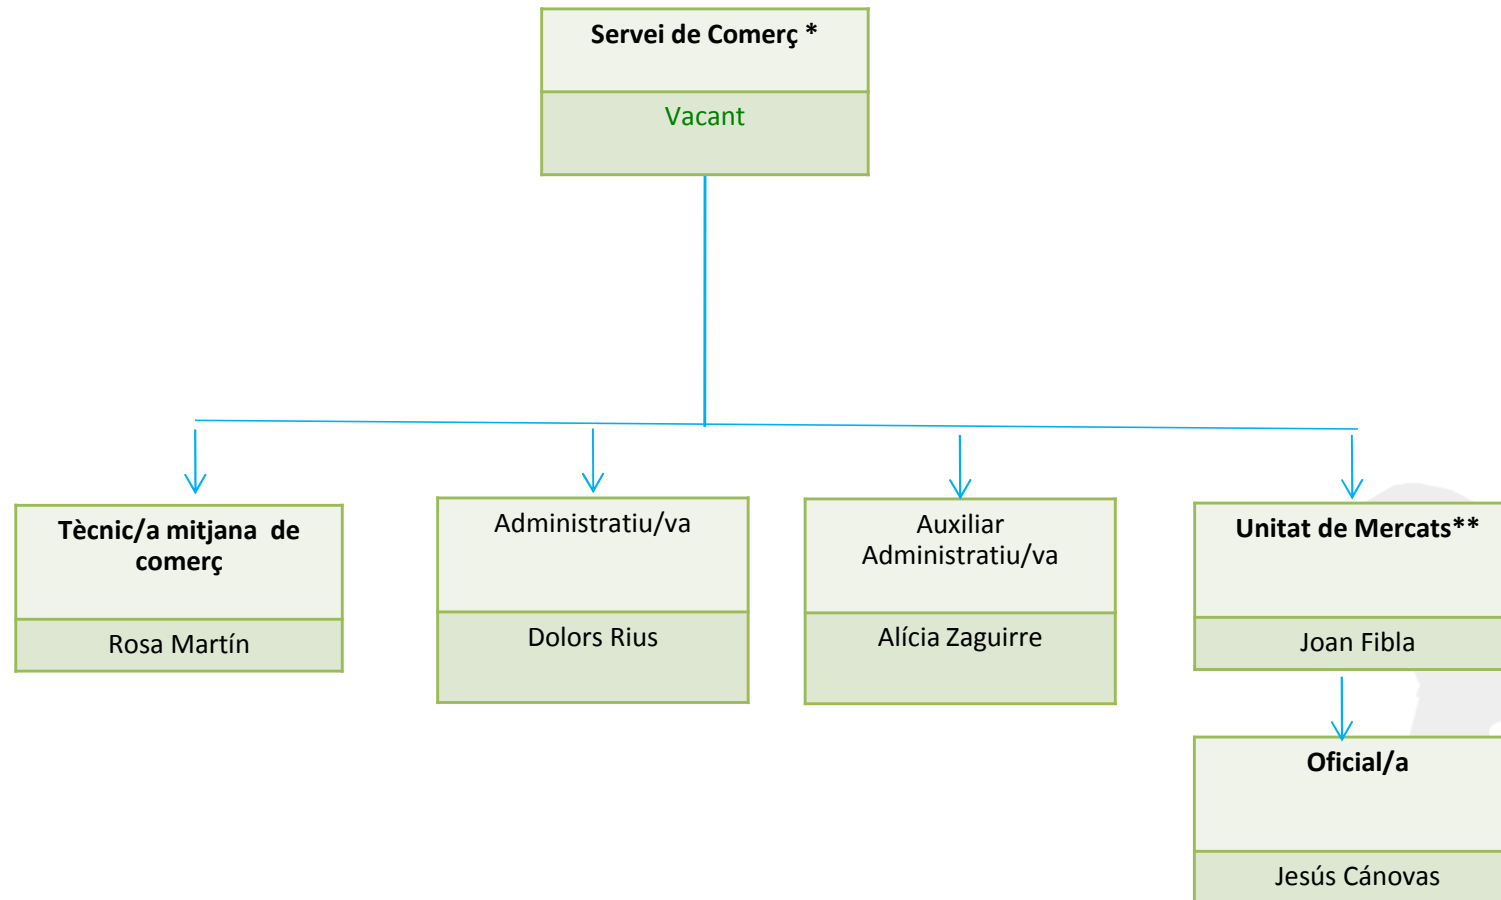 Servei de Comerç *
Vacant
Tècnic/a mitjana  de
comerç
Rosa Martín
Administratiu/va
Dolors Rius
Auxiliar
Administratiu/va
Alícia Zaguirre
Unitat de Mercats**
Joan Fibla
Oficial/a
Jesús Cánovas